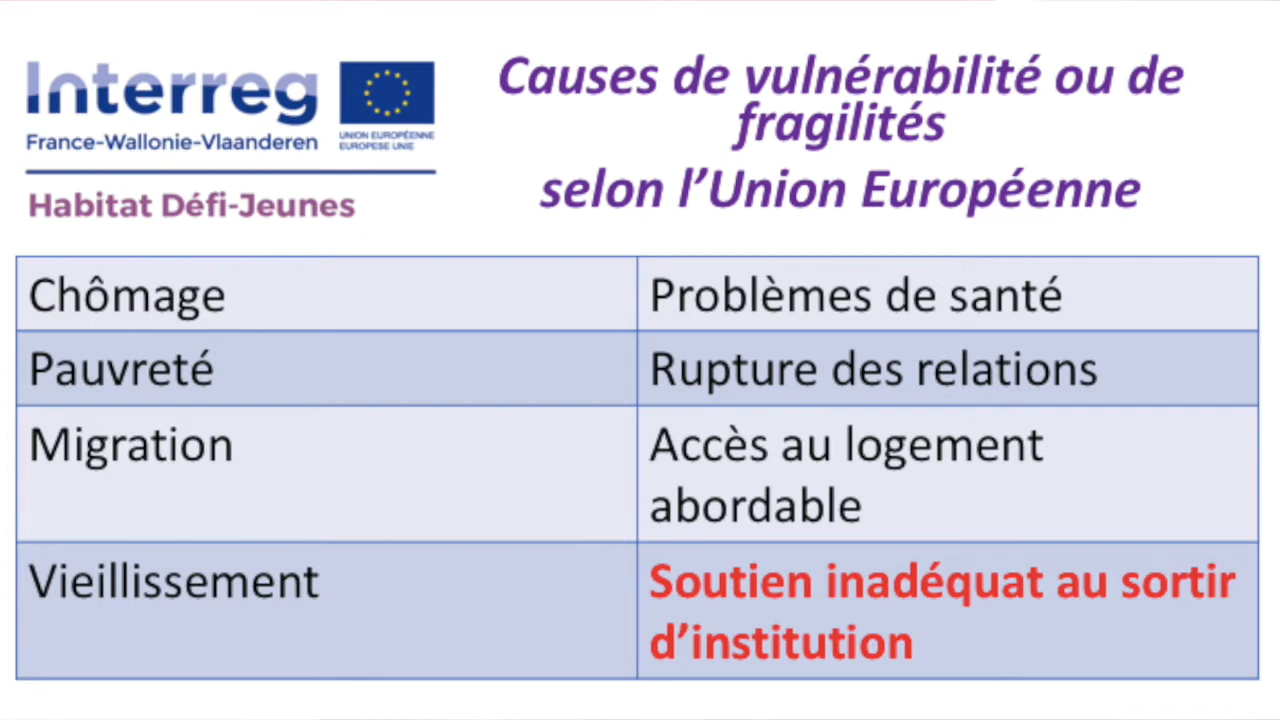 Interreg
France-Wallonie-Vlaanderen
UNION EUROPÉENNE
EUROPESE UNIE
Habitat Défi-Jeunes
Causes de vulnérabilité ou de
fragilités
selon l’Union Européenne
Chômage
Problèmes de santé
Pauvreté
Rupture des relations
Migration
Accès au logement
abordable
Vieillissement
Soutien inadéquat au sortir
d’institution